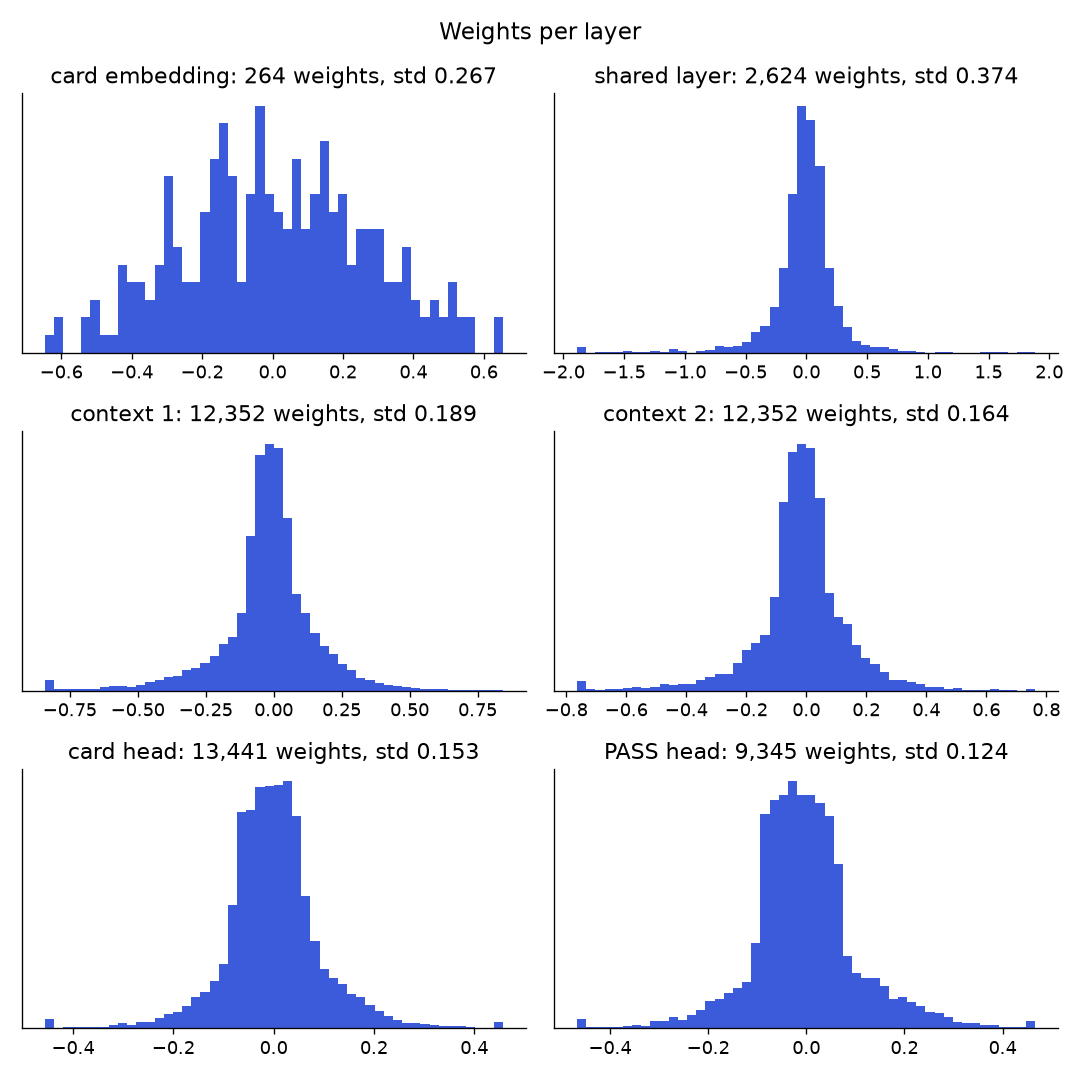 Weights per layer
card embedding: 264 weights, std 0.267
shared layer: 2,624 weights, std 0.374
−0.6 −0.4 −0.2 0.0 0.2 0.4 0.6
−2.0 −1.5 −1.0 −0.5 0.0 0.5 1.0 1.5 2.0
context 1: 12,352 weights, std 0.189
context 2: 12,352 weights, std 0.164
−0.75 −0.50 −0.25 0.00 0.25 0.50 0.75
−0.8 −0.6 −0.4 −0.2 0.0 0.2 0.4 0.6 0.8
card head: 13,441 weights, std 0.153
PASS head: 9,345 weights, std 0.124
−0.4 −0.2 0.0 0.2 0.4
−0.4 −0.2 0.0 0.2 0.4